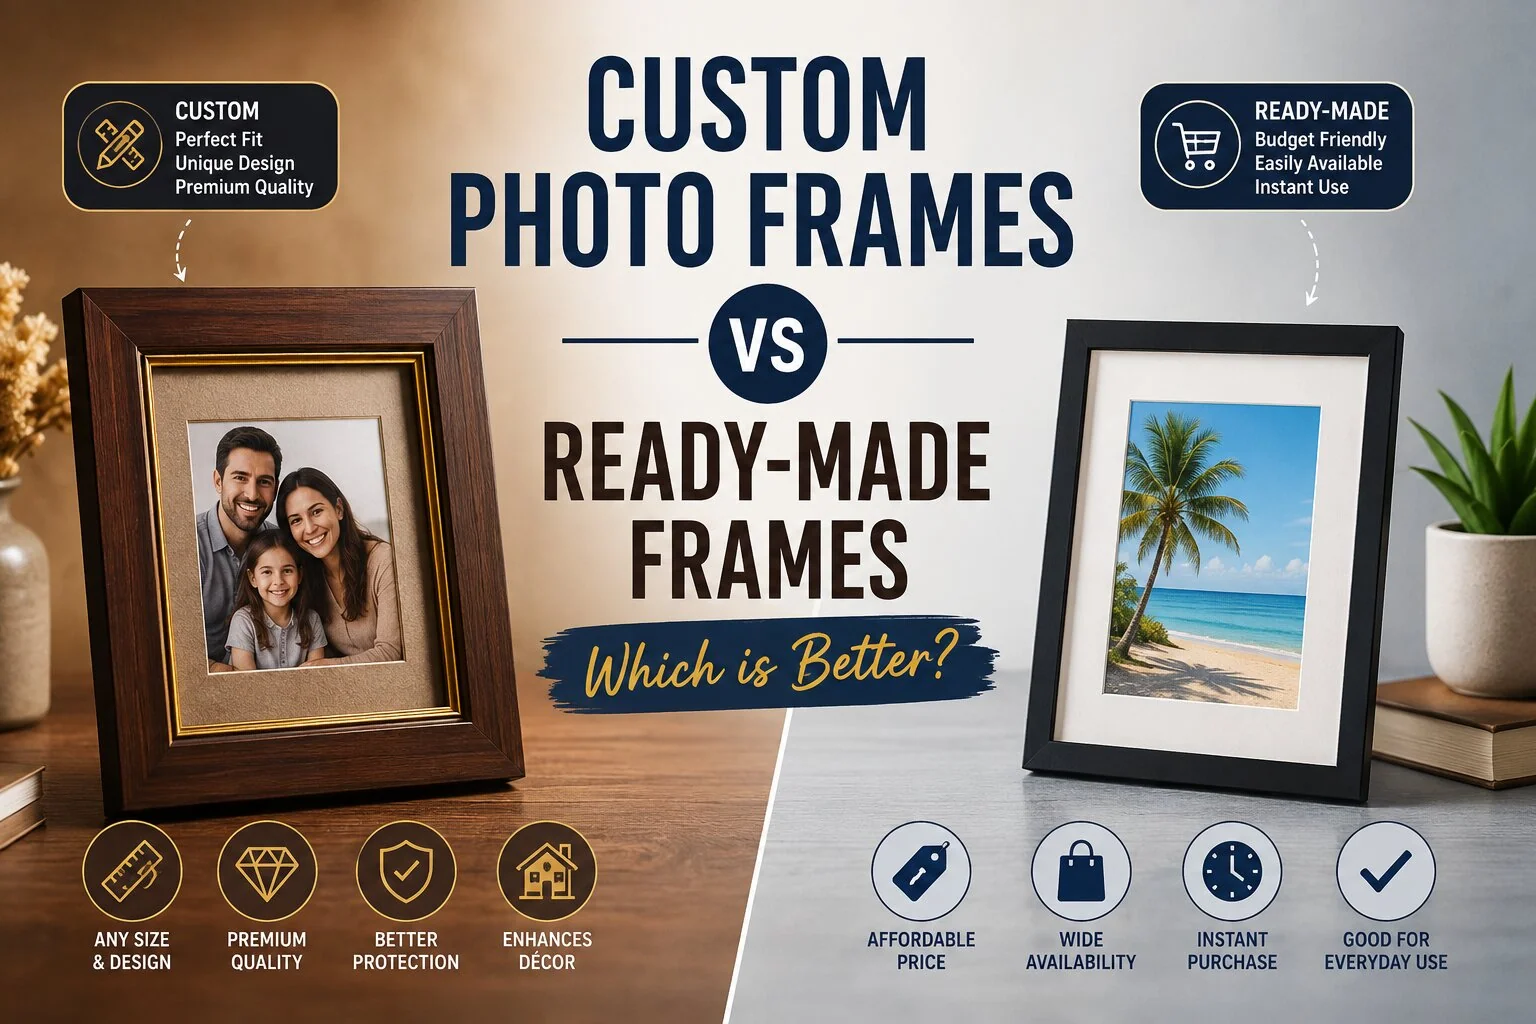 CUSTOM
PHOTO FRAMES
VS
READY-MADE
FRAMES
Which is Better?
CUSTOM
Perfect Fit
Unique Design
Premium Quality
READY-MADE
Budget Friendly
Easily Available
Instant Use
ANY SIZE
& DESIGN
PREMIUM
QUALITY
BETTER
PROTECTION
ENHANCES
DÉCOR
AFFORDABLE
PRICE
WIDE
AVAILABILITY
INSTANT
PURCHASE
GOOD FOR
EVERYDAY USE